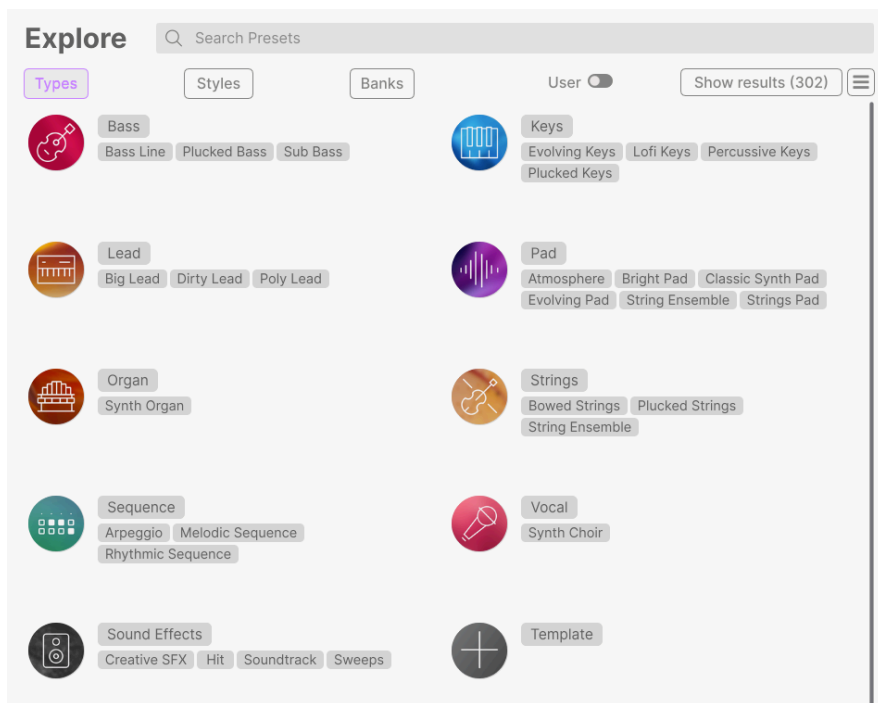 Explore
Search Presets
Types Styles Banks User Show results (302)
Bass
Bass Line Plucked Bass Sub Bass
Keys
Evolving Keys Lofi Keys Percussive Keys
Plucked Keys
Lead
Big Lead Dirty Lead Poly Lead
Pad
Atmosphere Bright Pad Classic Synth Pad
Evolving Pad String Ensemble Strings Pad
Organ
Synth Organ
Strings
Bowed Strings Plucked Strings
String Ensemble
Sequence
Arpeggio Melodic Sequence
Rhythmic Sequence
Vocal
Synth Choir
Sound Effects
Creative SFX Hit Soundtrack Sweeps
Template